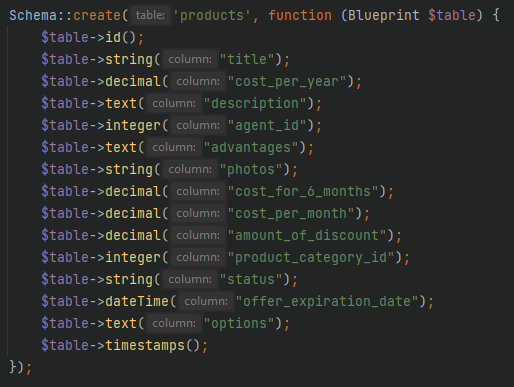 Schema::create( table: 'products', function (Blueprint $table) {
    $table->id();
    $table->string( column: "title");
    $table->decimal( column: "cost_per_year");
    $table->text( column: "description");
    $table->integer( column: "agent_id");
    $table->text( column: "advantages");
    $table->string( column: "photos");
    $table->decimal( column: "cost_for_6_months");
    $table->decimal( column: "cost_per_month");
    $table->decimal( column: "amount_of_discount");
    $table->integer( column: "product_category_id");
    $table->string( column: "status");
    $table->dateTime( column: "offer_expiration_date");
    $table->text( column: "options");
    $table->timestamps();
});